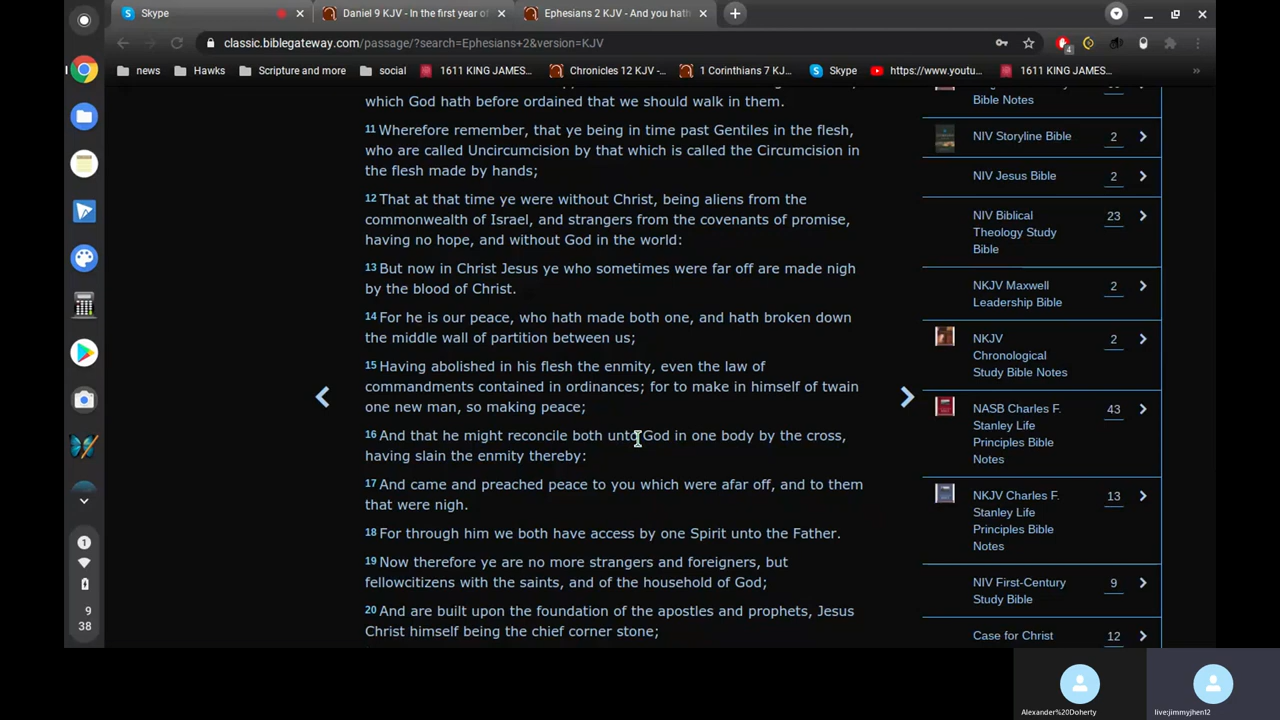 Skype
Daniel 9 KJV - In the first year of
Ephesians 2 KJV - And you hath
classic.biblegateway.com/passage/?search=Ephesians+2&version=KJV
4
news
Hawks
Scripture and more
social
1611 KING JAMES...
Chronicles 12 KJV -...
1 Corinthians 7 KJ...
Skype
https://www.youtu...
1611 KING JAMES...
»
which God hath before ordained that we should walk in them.
11 Wherefore remember, that ye being in time past Gentiles in the flesh,
who are called Uncircumcision by that which is called the Circumcision in
the flesh made by hands;
12 That at that time ye were without Christ, being aliens from the
commonwealth of Israel, and strangers from the covenants of promise,
having no hope, and without God in the world:
13 But now in Christ Jesus ye who sometimes were far off are made nigh
by the blood of Christ.
14 For he is our peace, who hath made both one, and hath broken down
the middle wall of partition between us;
15 Having abolished in his flesh the enmity, even the law of
commandments contained in ordinances; for to make in himself of twain
one new man, so making peace;
16 And that he might reconcile both unto God in one body by the cross,
having slain the enmity thereby:
17 And came and preached peace to you which were afar off, and to them
that were nigh.
18 For through him we both have access by one Spirit unto the Father.
19 Now therefore ye are no more strangers and foreigners, but
fellowcitizens with the saints, and of the household of God;
20 And are built upon the foundation of the apostles and prophets, Jesus
Christ himself being the chief corner stone;
Bible Notes
NIV Storyline Bible 2
NIV Jesus Bible 2
NIV Biblical 23
Theology Study
Bible
NKJV Maxwell 2
Leadership Bible
NKJV 2
Chronological
Study Bible Notes
NASB Charles F. 43
Stanley Life
Principles Bible
Notes
NKJV Charles F. 13
Stanley Life
Principles Bible
Notes
NIV First-Century 9
Study Bible
Case for Christ 12
1
9
38
Alexander%20Doherty
live:jimmyjhen12